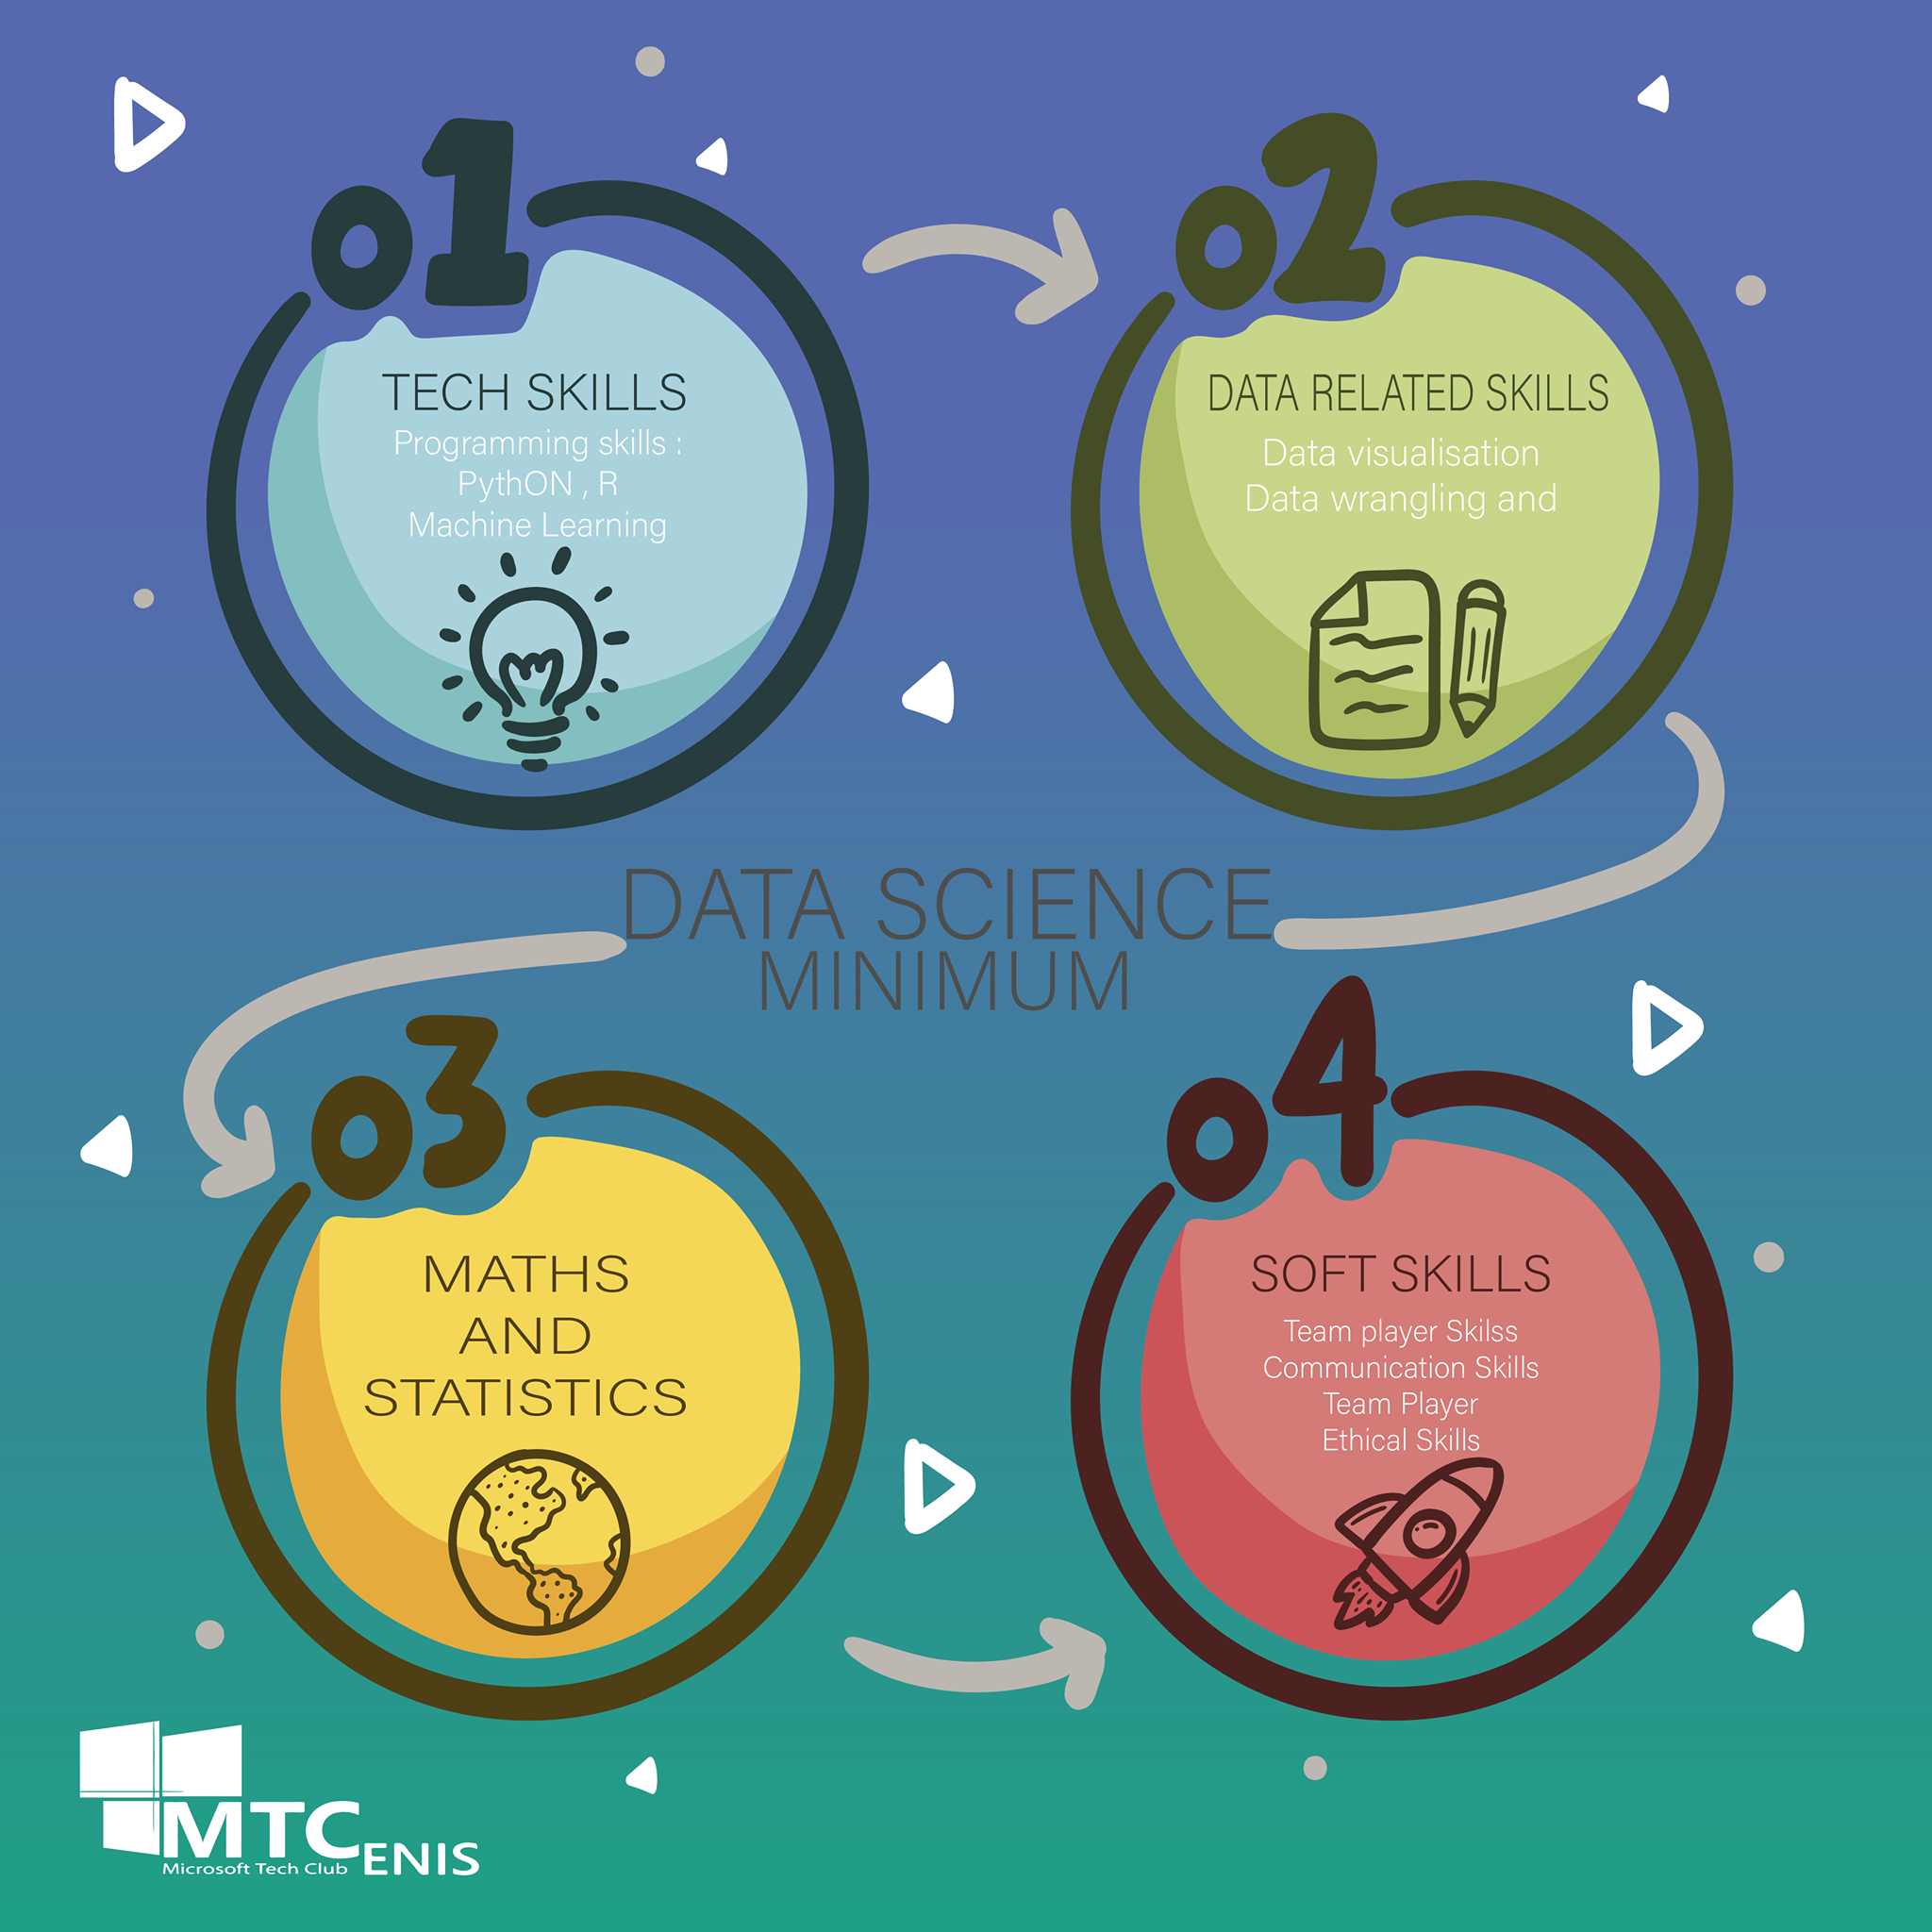 01
TECH SKILLS
Programming skills :
PythON , R
Machine Learning
02
DATA RELATED SKILLS
Data visualisation
Data wrangling and
DATA SCIENCE
MINIMUM
03
MATHS
AND
STATISTICS
04
SOFT SKILLS
Team player Skilss
Communication Skills
Team Player
Ethical Skills
MTC
Microsoft Tech Club
ENIS